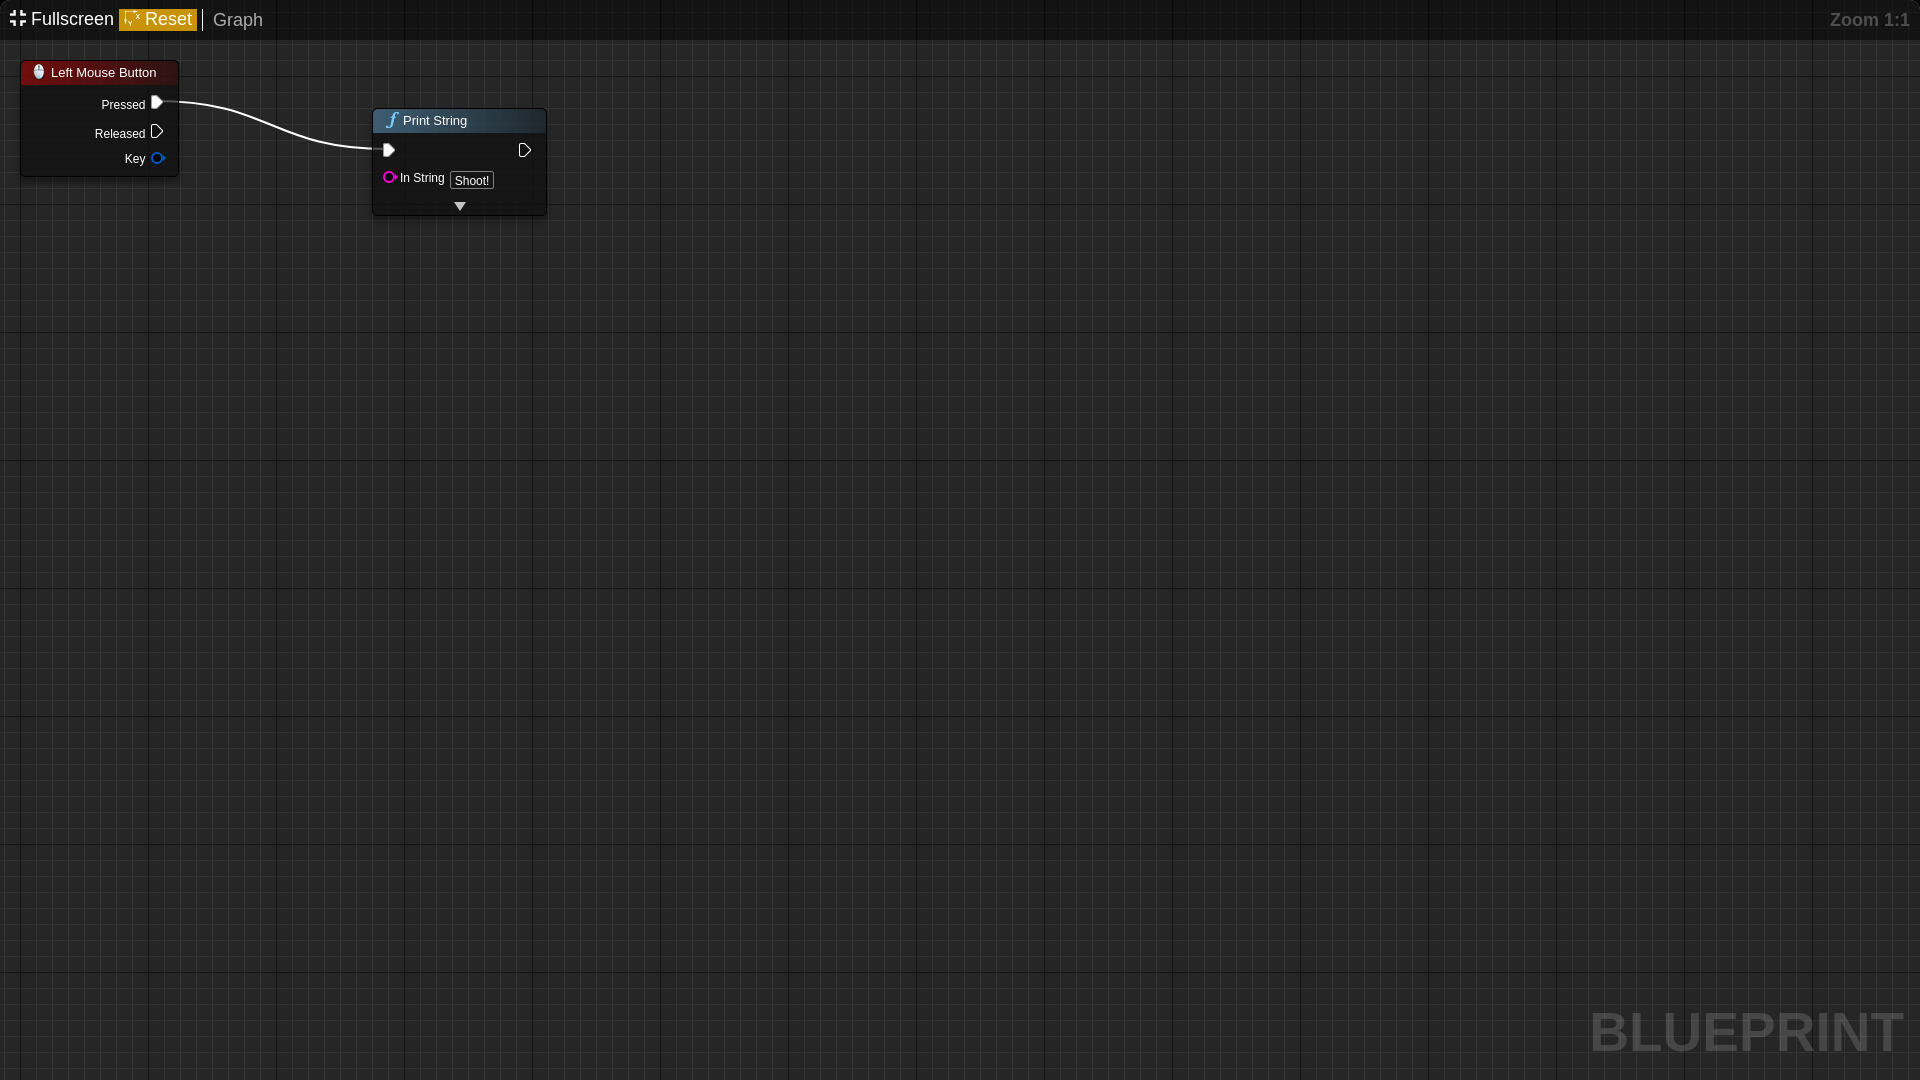 Fullscreen Reset Graph Zoom 1:1
Left Mouse Button
Pressed
Released
Key
Print String
In String Shoot!
BLUEPRINT